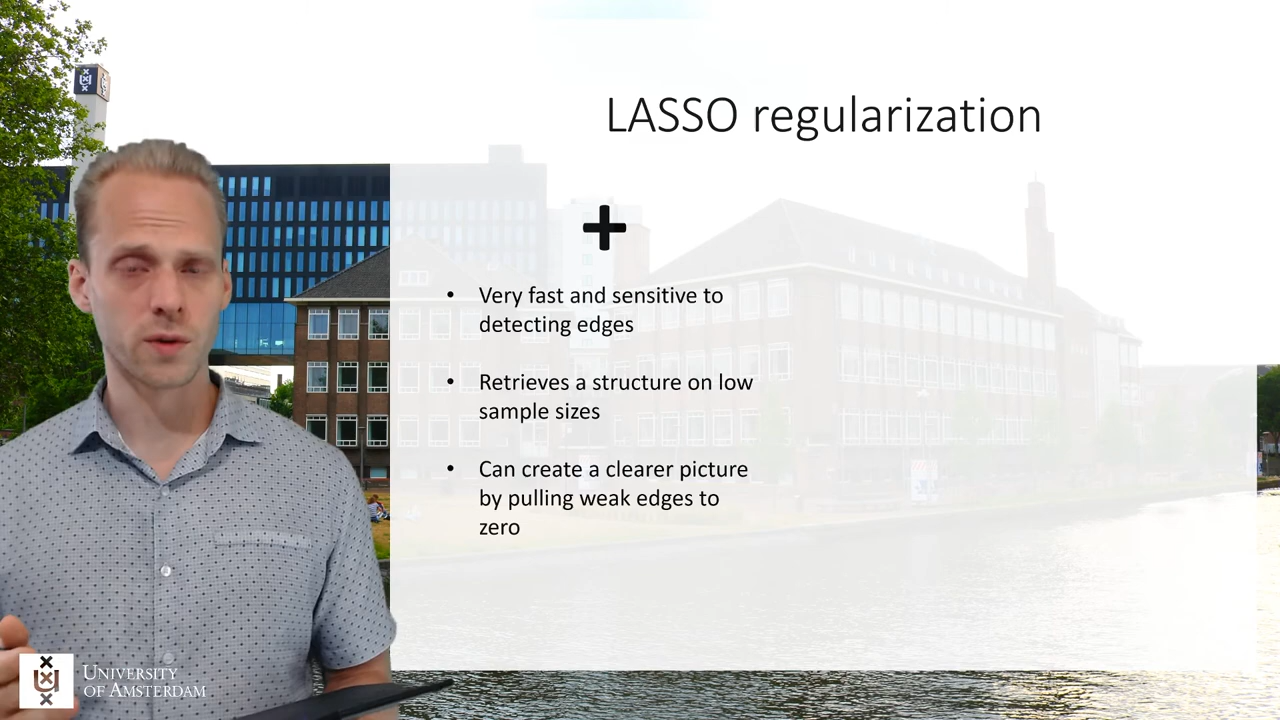 LASSO regularization
+
• Very fast and sensitive to
detecting edges
• Retrieves a structure on low
sample sizes
• Can create a clearer picture
by pulling weak edges to
zero
UNIVERSITY
OF AMSTERDAM